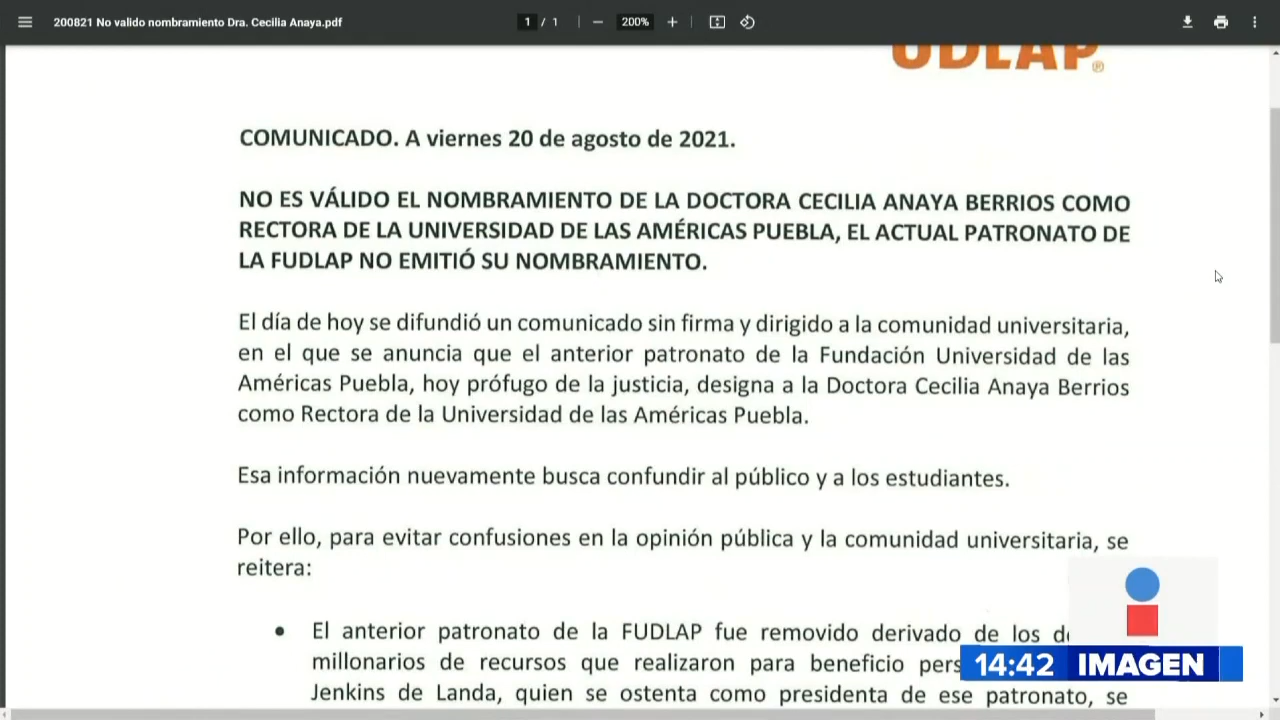 200821 No valido nombramiento Dra. Cecilia Anaya.pdf
1 / 1
200%
UDLAP®
COMUNICADO. A viernes 20 de agosto de 2021.
NO ES VÁLIDO EL NOMBRAMIENTO DE LA DOCTORA CECILIA ANAYA BERRIOS COMO
RECTORA DE LA UNIVERSIDAD DE LAS AMÉRICAS PUEBLA, EL ACTUAL PATRONATO DE
LA FUDLAP NO EMITIÓ SU NOMBRAMIENTO.
El día de hoy se difundió un comunicado sin firma y dirigido a la comunidad universitaria,
en el que se anuncia que el anterior patronato de la Fundación Universidad de las
Américas Puebla, hoy prófugo de la justicia, designa a la Doctora Cecilia Anaya Berrios
como Rectora de la Universidad de las Américas Puebla.
Esa información nuevamente busca confundir al público y a los estudiantes.
Por ello, para evitar confusiones en la opinión pública y la comunidad universitaria, se
reitera:
• El anterior patronato de la FUDLAP fue removido derivado de los
millonarios de recursos que realizaron para beneficio
Jenkins de Landa, quien se ostenta como presidenta de ese patronato, se
14:42 IMAGEN